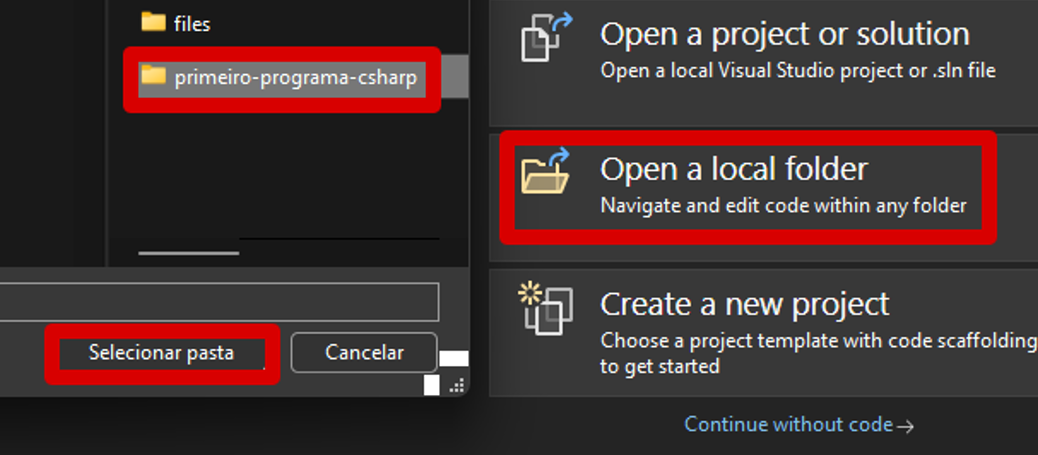 files
primeiro-programa-csharp
Selecionar pasta
Cancelar
Open a project or solution
Open a local Visual Studio project or .sln file
Open a local folder
Navigate and edit code within any folder
Create a new project
Choose a project template with code scaffolding
to get started
Continue without code→